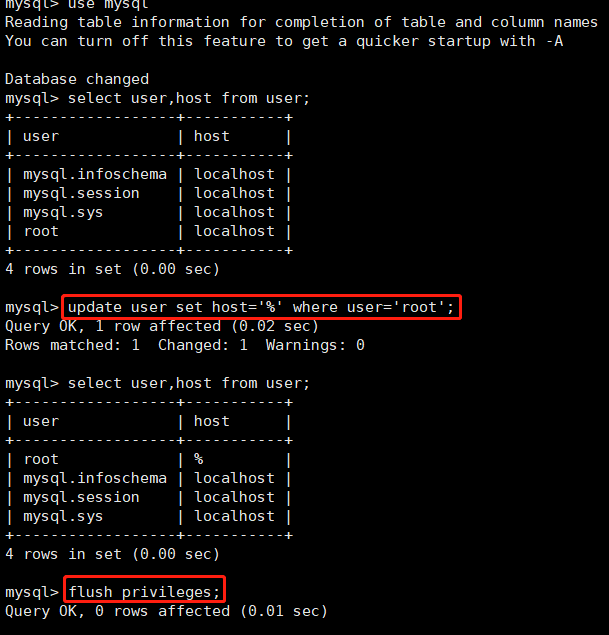 mysql> use mysql
Reading table information for completion of table and column names
You can turn off this feature to get a quicker startup with -A

Database changed
mysql> select user,host from user;
+------------------+-----------+
| user             | host      |
+------------------+-----------+
| mysql.infoschema | localhost |
| mysql.session    | localhost |
| mysql.sys        | localhost |
| root             | localhost |
+------------------+-----------+
4 rows in set (0.00 sec)

mysql> update user set host='%' where user='root';
Query OK, 1 row affected (0.02 sec)
Rows matched: 1  Changed: 1  Warnings: 0

mysql> select user,host from user;
+------------------+-----------+
| user             | host      |
+------------------+-----------+
| root             | %         |
| mysql.infoschema | localhost |
| mysql.session    | localhost |
| mysql.sys        | localhost |
+------------------+-----------+
4 rows in set (0.00 sec)

mysql> flush privileges;
Query OK, 0 rows affected (0.01 sec)